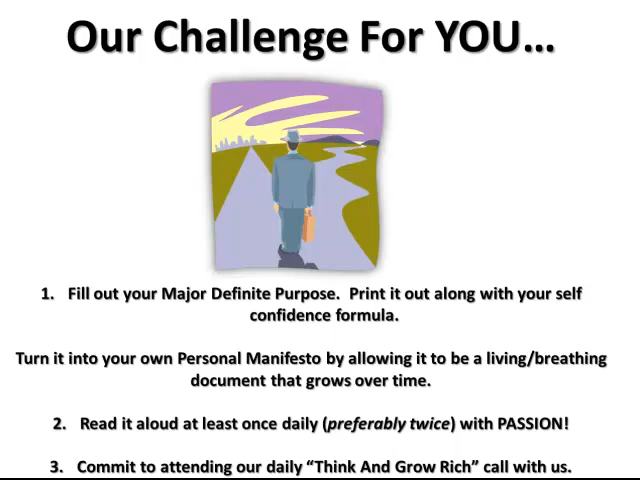 Our Challenge For YOU...
1. Fill out your Major Definite Purpose. Print it out along with your self
confidence formula.
Turn it into your own Personal Manifesto by allowing it to be a living/breathing
document that grows over time.
2. Read it aloud at least once daily (preferably twice) with PASSION!
3. Commit to attending our daily “Think And Grow Rich” call with us.